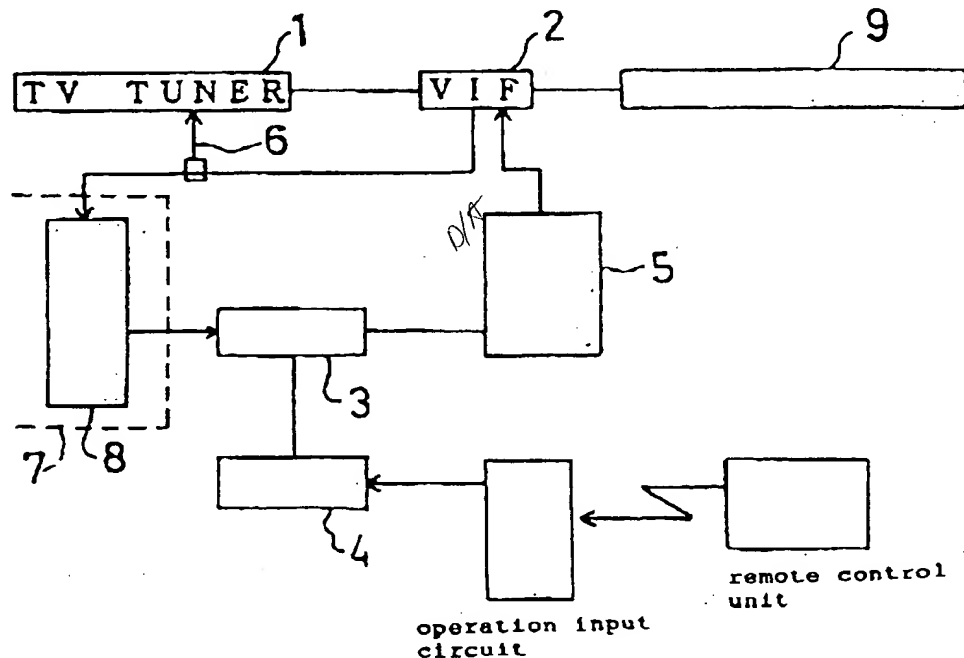 1
2
9
TV TUNER
VIF
6
D/A
5
3
7
8
4
remote control
unit
operation input
circuit